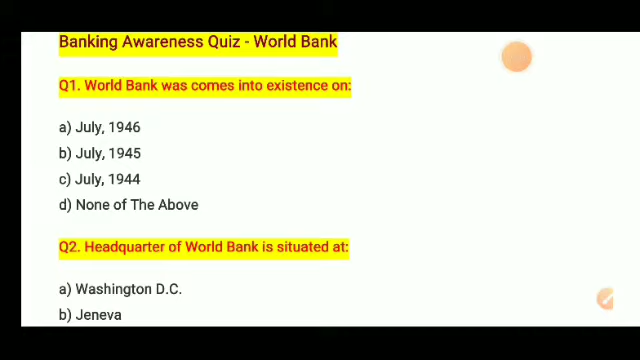 Banking Awareness Quiz - World Bank
Q1. World Bank was comes into existence on:
a) July, 1946
b) July, 1945
c) July, 1944
d) None of The Above
Q2. Headquarter of World Bank is situated at:
a) Washington D.C.
b) Jeneva